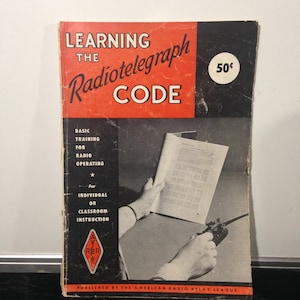 LEARNING
THE
Radiotelegraph
CODE
50¢
BASIC
TRAINING
FOR
RADIO
OPERATING
★
For
INDIVIDUAL
OR
CLASSROOM
INSTRUCTION
A
R R
L
PUBLISHED BY THE AMERICAN RADIO RELAY LEAGUE